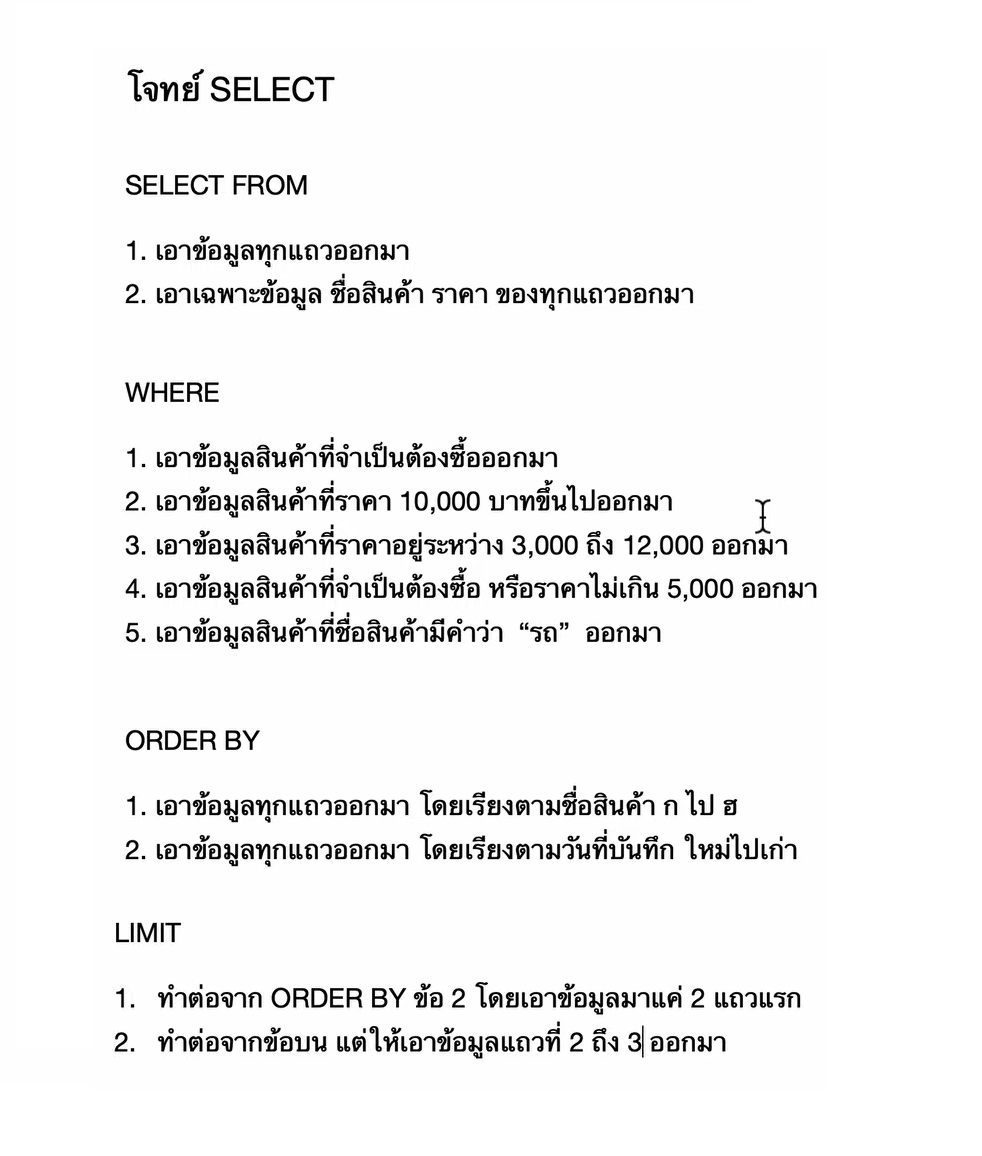 โจทย์ SELECT
SELECT FROM
1. เอาข้อมูลทุกแถวออกมา
2. เอาเฉพาะข้อมูล ชื่อสินค้า ราคา ของทุกแถวออกมา
WHERE
1. เอาข้อมูลสินค้าที่จำเป็นต้องซื้อออกมา
2. เอาข้อมูลสินค้าที่ราคา 10,000 บาทขึ้นไปออกมา
3. เอาข้อมูลสินค้าที่ราคาอยู่ระหว่าง 3,000 ถึง 12,000 ออกมา
4. เอาข้อมูลสินค้าที่จำเป็นต้องซื้อ หรือราคาไม่เกิน 5,000 ออกมา
5. เอาข้อมูลสินค้าที่ชื่อสินค้ามีคำว่า “รถ” ออกมา
ORDER BY
1. เอาข้อมูลทุกแถวออกมา โดยเรียงตามชื่อสินค้า ก ไป ฮ
2. เอาข้อมูลทุกแถวออกมา โดยเรียงตามวันที่บันทึก ใหม่ไปเก่า
LIMIT
1. ทำต่อจาก ORDER BY ข้อ 2 โดยเอาข้อมูลมาแค่ 2 แถวแรก
2. ทำต่อจากข้อบน แต่ให้เอาข้อมูลแถวที่ 2 ถึง 3 ออกมา